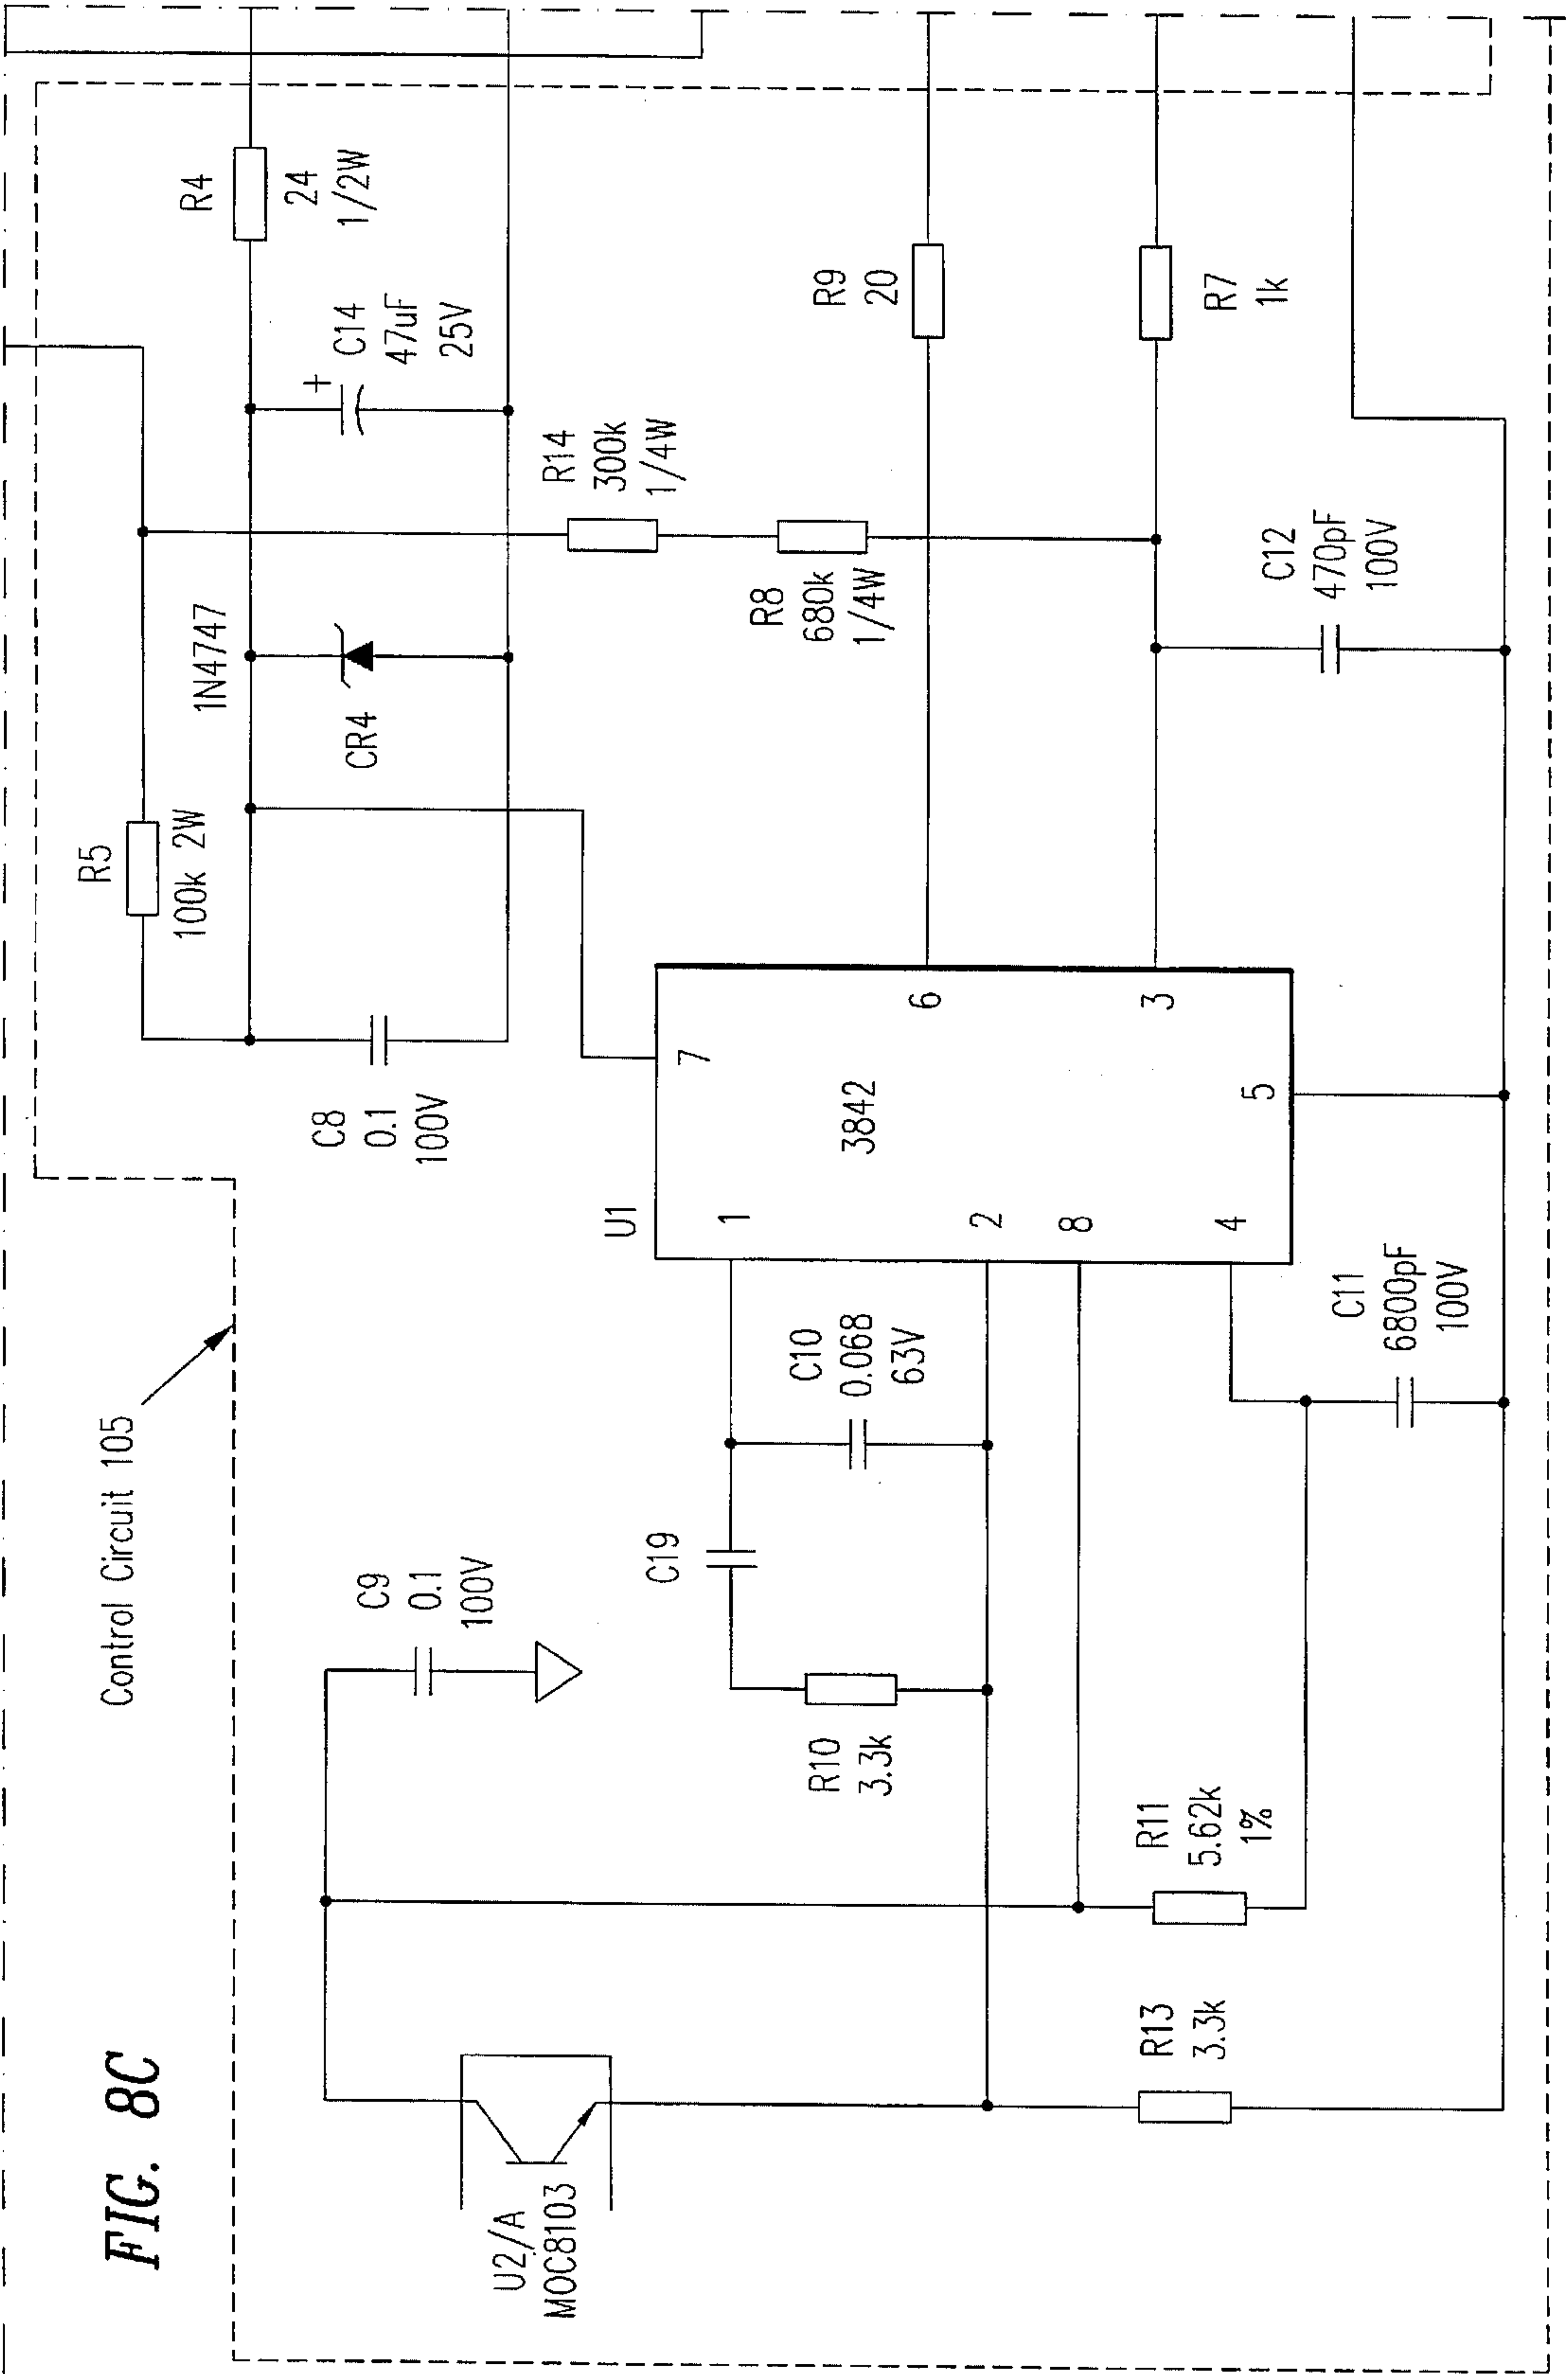 FIG. 8C
Control Circuit 105
U2/A
MOC8103
C9
0.1
100V
R13
3.3k
R11
5.62k
1%
R10
3.3k
C19
C10
0.068
63V
C11
6800pF
100V
U1
3842
1
2
8
4
7
6
3
5
C8
0.1
100V
R5
100k 2W
1N4747
CR4
C14
47uF
25V
+
R4
24
1/2W
R14
300k
1/4W
R8
680k
1/4W
R9
20
R7
1k
C12
470pF
100V